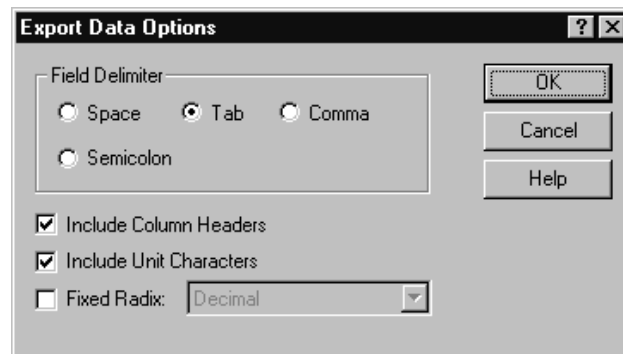 Export Data Options
Field Delimiter
Space Tab Comma
Semicolon
OK
Cancel
Help
Include Column Headers
Include Unit Characters
Fixed Radix: Decimal